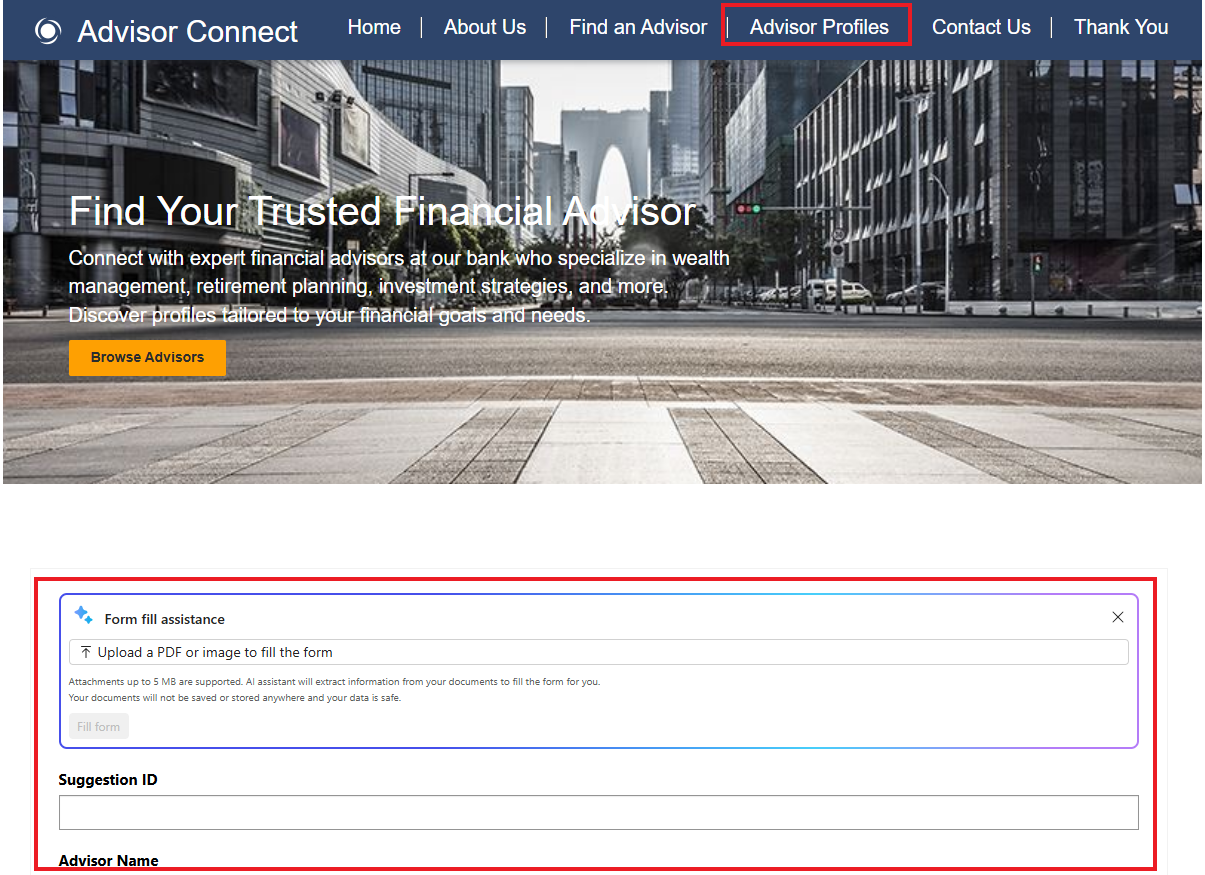 Advisor Connect
Home | About Us | Find an Advisor | Advisor Profiles Contact Us | Thank You
Find Your Trusted Financial Advisor
Connect with expert financial advisors at our bank who specialize in wealth
management, retirement planning, investment strategies, and more.
Discover profiles tailored to your financial goals and needs.
Browse Advisors
Form fill assistance
Upload a PDF or image to fill the form
Attachments up to 5 MB are supported. AI assistant will extract information from your documents to fill the form for you.
Your documents will not be saved or stored anywhere and your data is safe.
Fill form
Suggestion ID
Advisor Name